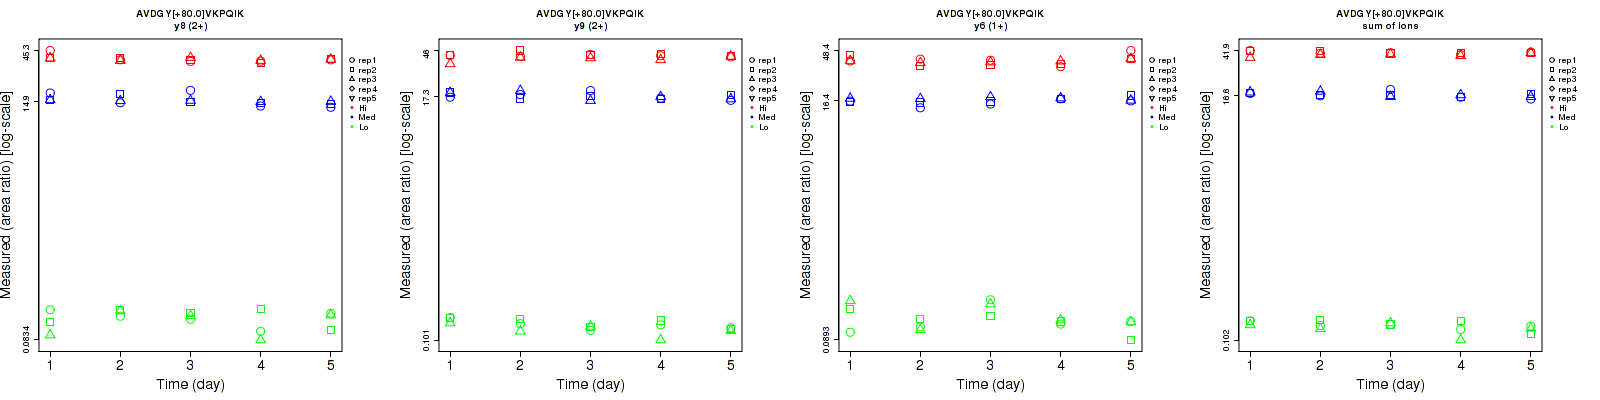 AVDGY[+80.0]VKPQIK
y8 (2+)
Measured (area ratio) [log-scale]
45.3
14.9
0.0834
1 2 3 4 5
Time (day)
rep1
rep2
rep3
rep4
rep5
Hi
Med
Lo
AVDGY[+80.0]VKPQIK
y9 (2+)
Measured (area ratio) [log-scale]
46
17.3
0.101
1 2 3 4 5
Time (day)
rep1
rep2
rep3
rep4
rep5
Hi
Med
Lo
AVDGY[+80.0]VKPQIK
y6 (1+)
Measured (area ratio) [log-scale]
48.4
16.4
0.0893
1 2 3 4 5
Time (day)
rep1
rep2
rep3
rep4
rep5
Hi
Med
Lo
AVDGY[+80.0]VKPQIK
sum of ions
Measured (area ratio) [log-scale]
41.9
16.6
0.102
1 2 3 4 5
Time (day)
rep1
rep2
rep3
rep4
rep5
Hi
Med
Lo